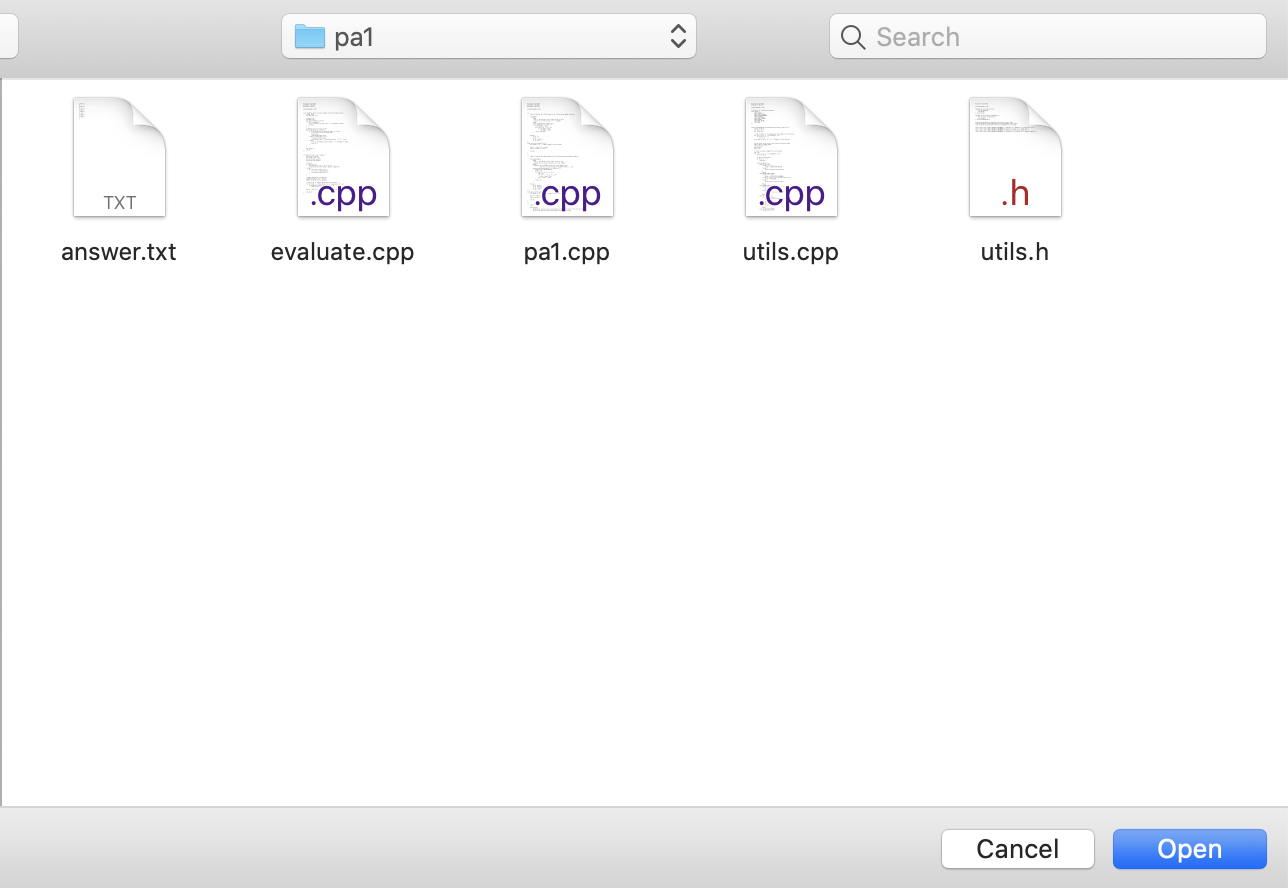 pa1
Search
TXT
.cpp
.cpp
.cpp
.h
answer.txt
evaluate.cpp
pa1.cpp
utils.cpp
utils.h
Cancel
Open